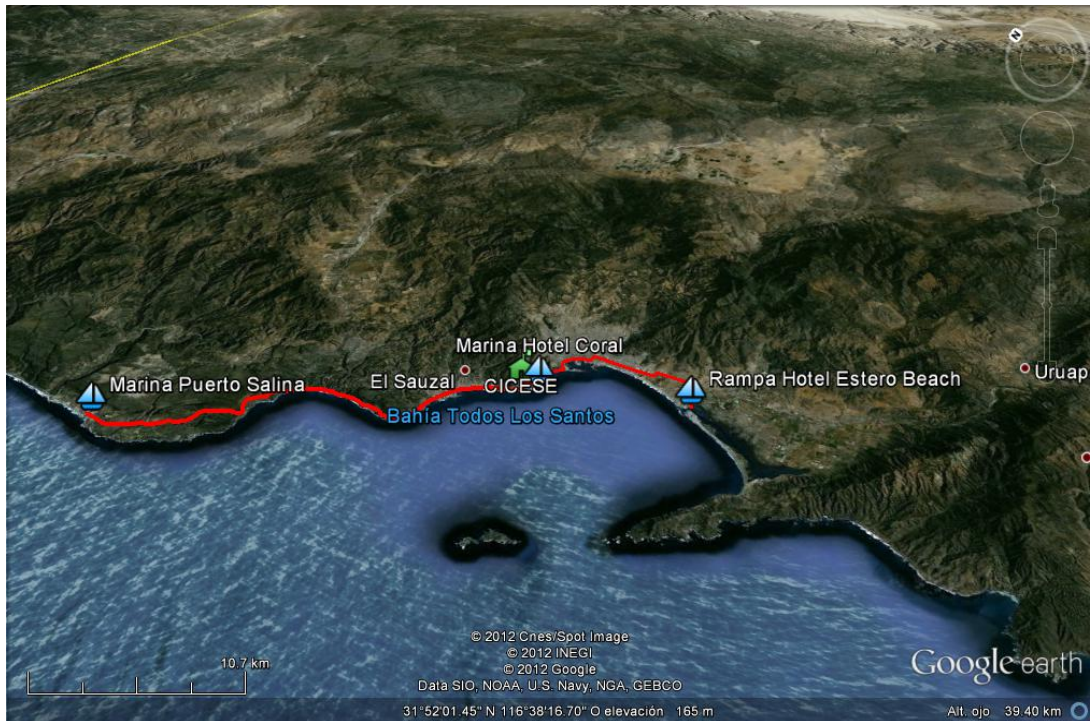 N
Marina Hotel Coral
El Sauzal
CICESE
Marina Puerto Salina
Rampa Hotel Estero Beach
Uruap
Bahía Todos Los Santos
10.7 km
© 2012 Cnes/Spot Image
© 2012 INEGI
© 2012 Google
Data SIO, NOAA, U.S. Navy, NGA, GEBCO
Google earth
31°52'01.45" N 116°38'16.70" O elevación 165 m
Alt. ojo 39.40 km